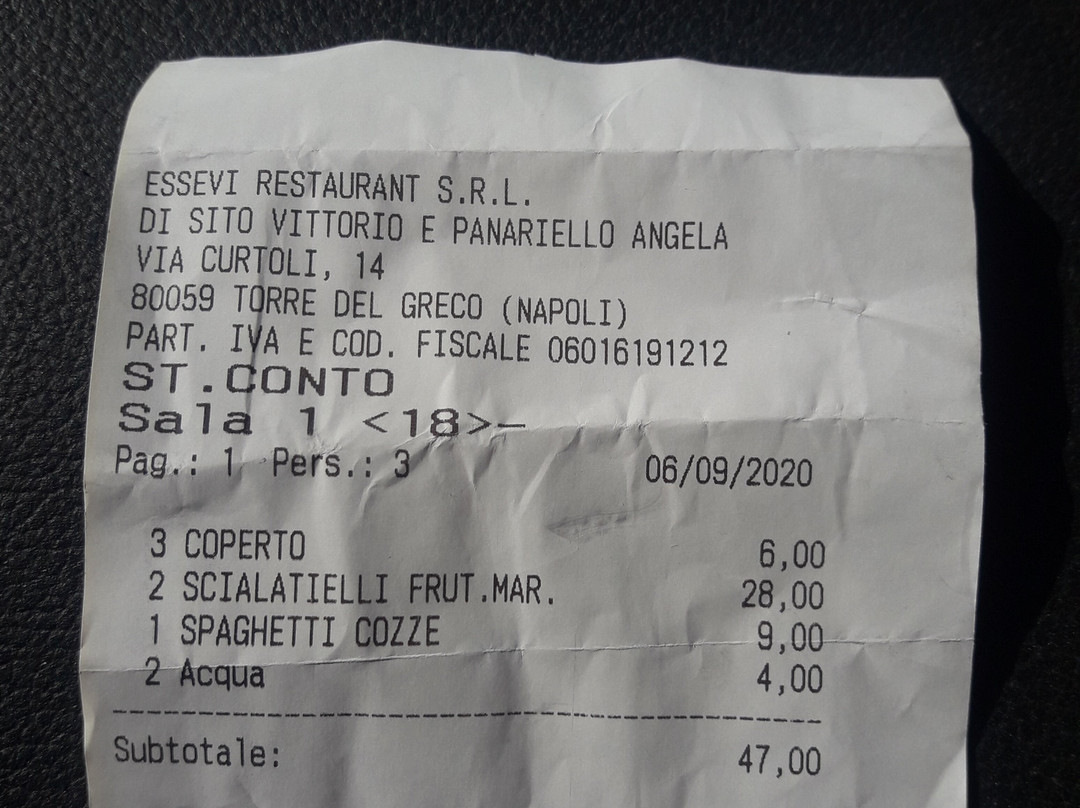 ESSEVI RESTAURANT S.R.L.
DI SITO VITTORIO E PANARIELLO ANGELA
VIA CURTOLI, 14
80059 TORRE DEL GRECO (NAPOLI)
PART. IVA E COD. FISCALE 06016191212
ST.CONTO
Sala 1 <18>-
Pag.: 1 Pers.: 3 06/09/2020
3 COPERTO 6,00
2 SCIALATIELLI FRUT.MAR. 28,00
1 SPAGHETTI COZZE 9,00
2 Acqua 4,00
Subtotale: 47,00